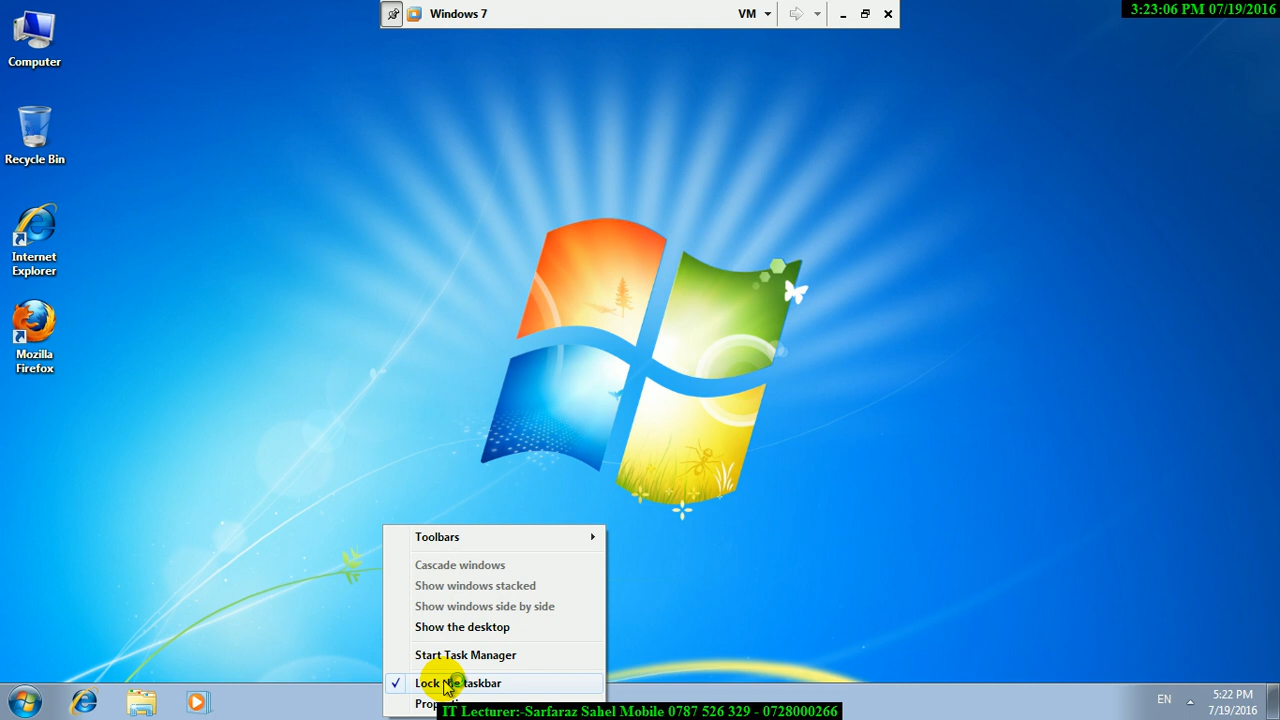 Windows 7
VM
3:23:06 PM 07/19/2016
Computer
Recycle Bin
Internet
Explorer
Mozilla
Firefox
Toolbars
Cascade windows
Show windows stacked
Show windows side by side
Show the desktop
Start Task Manager
Lock taskbar
EN
5:22 PM
7/19/2016
IT Lecturer:-Sarfaraz Sahel Mobile 0787 526 329 - 0728000266